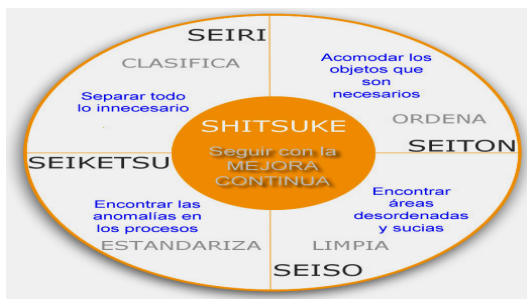 SEIRI
CLASIFICA
Separar todo
lo innecesario
Acomodar los
objetos que
son
necesarios
ORDENA
SEITON
SHITSUKE
Seguir con la
MEJORA
CONTINUA
SEIKETSU
Encontrar las
anomalías en
los procesos
ESTANDARIZA
Encontrar
áreas
desordenadas
y sucias
LIMPIA
SEISO